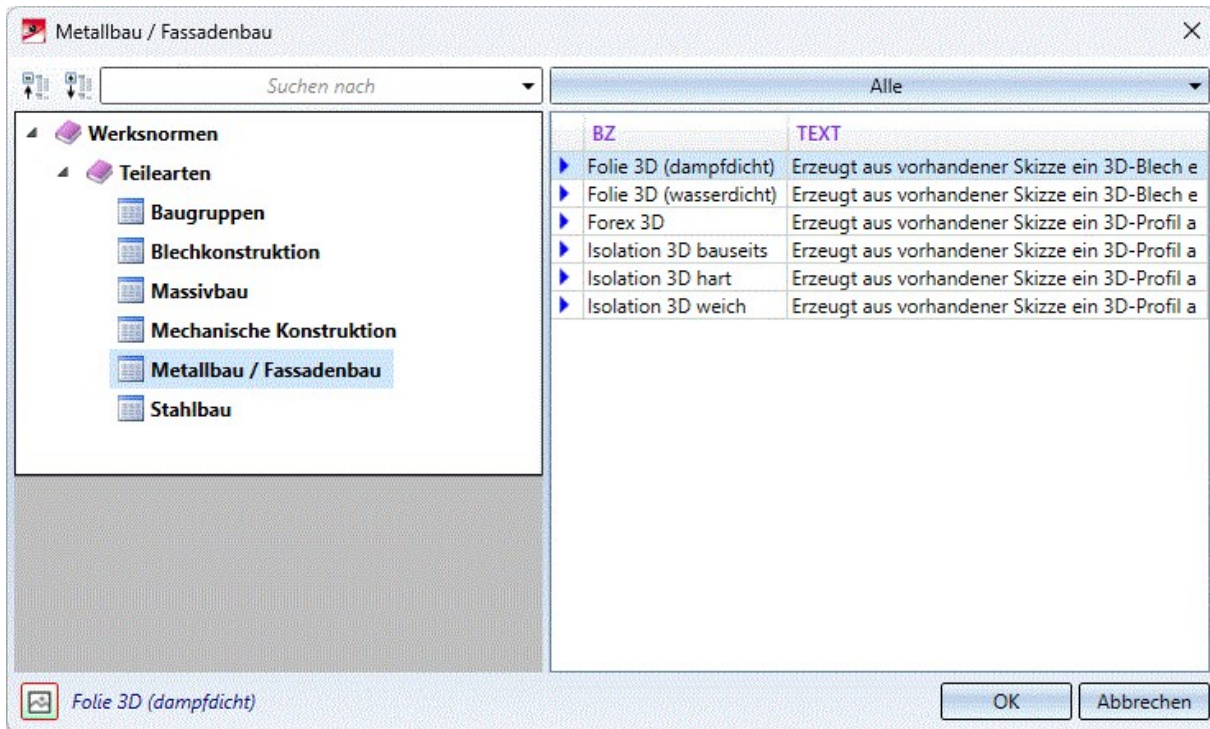 Metallbau / Fassadenbau
Suchen nach
Alle
Werksnormen
Teilearten
Baugruppen
Blechkonstruktion
Massivbau
Mechanische Konstruktion
Metallbau / Fassadenbau
Stahlbau
BZ TEXT
Folie 3D (dampfdicht) Erzeugt aus vorhandener Skizze ein 3D-Blech e
Folie 3D (wasserdicht) Erzeugt aus vorhandener Skizze ein 3D-Blech e
Forex 3D Erzeugt aus vorhandener Skizze ein 3D-Profil a
Isolation 3D bauseits Erzeugt aus vorhandener Skizze ein 3D-Profil a
Isolation 3D hart Erzeugt aus vorhandener Skizze ein 3D-Profil a
Isolation 3D weich Erzeugt aus vorhandener Skizze ein 3D-Profil a
Folie 3D (dampfdicht)
OK Abbrechen